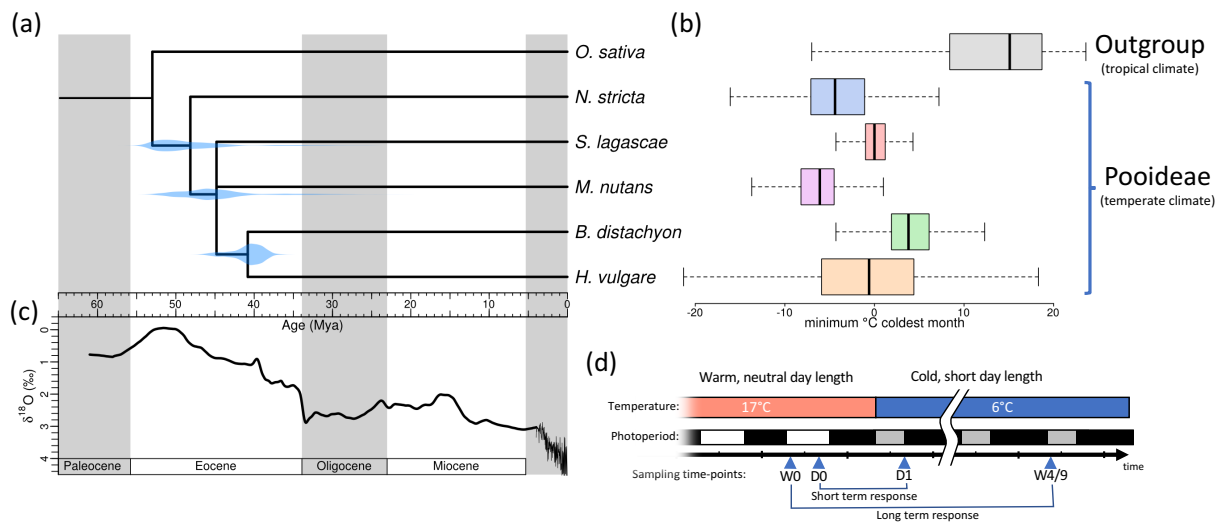 (a)
O. sativa
N. stricta
S. lagascae
M. nutans
B. distachyon
H. vulgare
60 50 40 30 20 10 0
Age (Mya)
(b)
Outgroup
(tropical climate)
Pooideae
(temperate climate)
-20 -10 0 10 20
minimum °C coldest month
(c)
0
1
2
3
4
δ18O (‰)
Paleocene Eocene Oligocene Miocene
(d)
Warm, neutral day length Cold, short day length
Temperature: 17°C 6°C
Photoperiod:
time
Sampling time-points: W0 D0 D1 W4/9
Short term response
Long term response